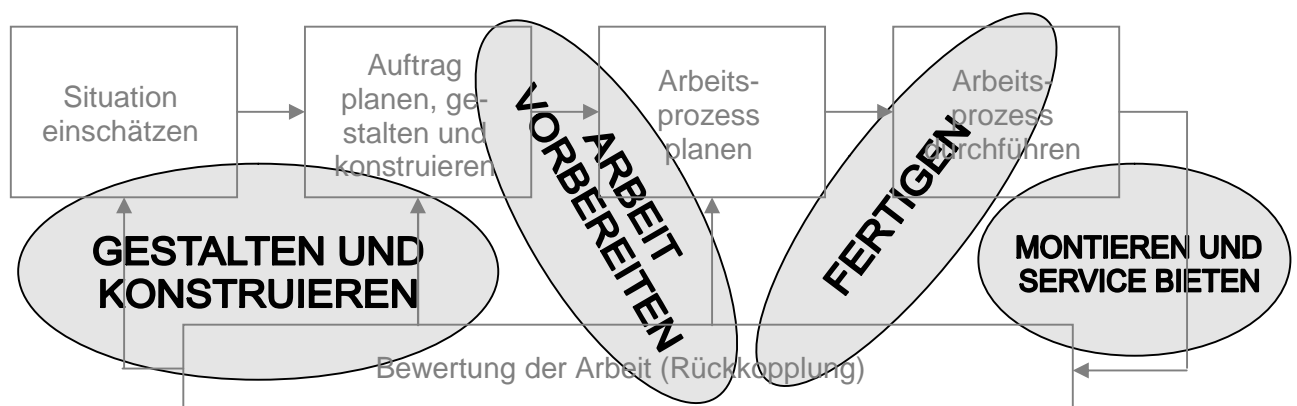 Situation
einschätzen
Auftrag
planen, ge-
stalten und
konstruieren
Arbeits-
prozess
planen
Arbeits-
prozess
durchführen
GESTALTEN UND
KONSTRUIEREN
ARBEIT
VORBEREITEN
FERTIGEN
MONTIEREN UND
SERVICE BIETEN
Bewertung der Arbeit (Rückkopplung)